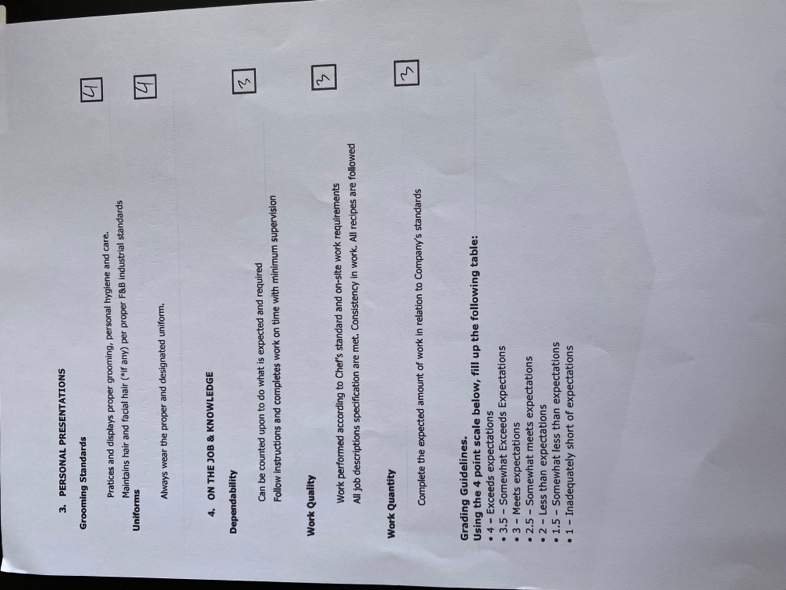 3. PERSONAL PRESENTATIONS
Grooming Standards 4
Pratices and displays proper grooming, personal hygiene and care.
Maintains hair and facial hair (*if any) per proper F&B industrial standards
Uniforms 4
Always wear the proper and designated uniform.
4. ON THE JOB & KNOWLEDGE
Dependability 3
Can be counted upon to do what is expected and required
Follow instructions and completes work on time with minimum supervision
Work Quality 3
Work performed according to Chef's standard and on-site work requirements
All job descriptions specification are met. Consistency in work. All recipes are followed
Work Quantity 3
Complete the expected amount of work in relation to Company's standards
Grading Guidelines.
Using the 4 point scale below, fill up the following table:
• 4 – Exceeds expectations
• 3.5 – Somewhat Exceeds Expectations
• 3 – Meets expectations
• 2.5 – Somewhat meets expectations
• 2 – Less than expectations
• 1.5 – Somewhat less than expectations
• 1 – Inadequately short of expectations